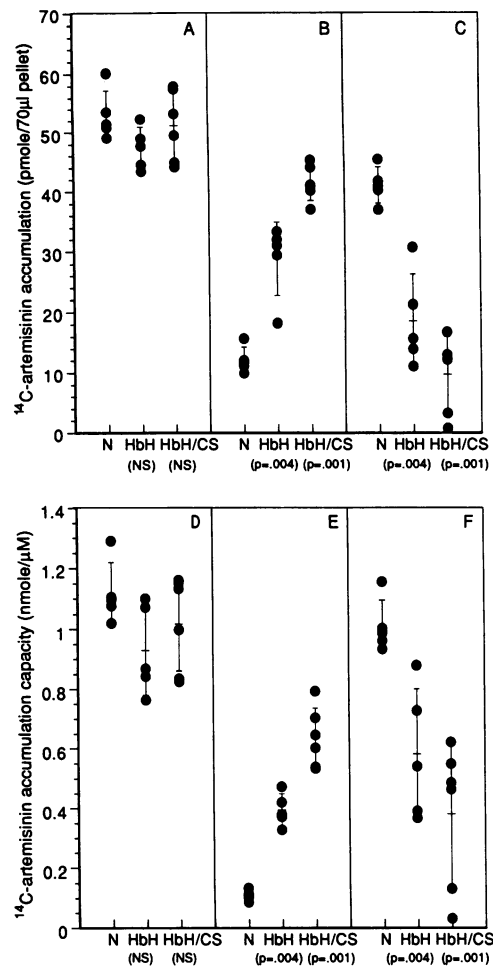 70
60
50
40
30
20
10
0
¹⁴C-artemisinin accumulation (pmole/70μl pellet)
A
B
C
N HbH HbH/CS N HbH HbH/CS N HbH HbH/CS
(NS) (NS) (p=.004) (p=.001) (p=.004) (p=.001)
1.4
1.2
1
0.8
0.6
0.4
0.2
0
¹⁴C-artemisinin accumulation capacity (nmole/μM)
D
E
F
N HbH HbH/CS N HbH HbH/CS N HbH HbH/CS
(NS) (NS) (p=.004) (p=.001) (p=.004) (p=.001)